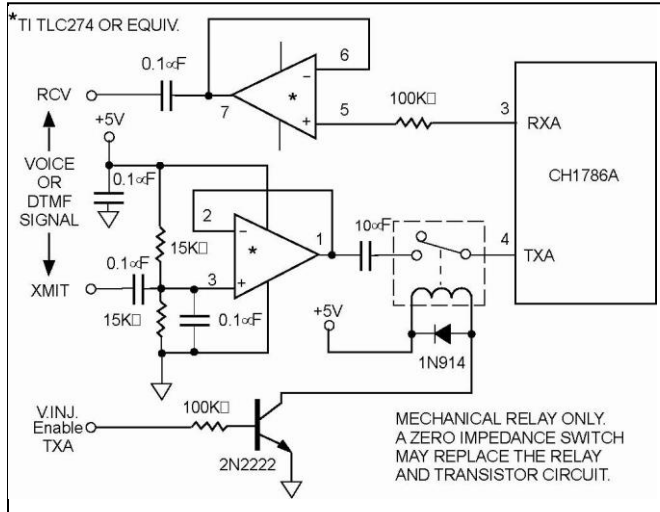 *TI TLC274 OR EQUIV.
0.1∝F
6
−
RCV
7
*
5
+
100K□
3
RXA
+5V
VOICE
OR
DTMF
SIGNAL
0.1∝F
CH1786A
2
−
1
10∝F
4
TXA
15K□
*
0.1∝F
3
+
XMIT
15K□
0.1∝F
+5V
1N914
V.INJ.
Enable
TXA
100K□
2N2222
MECHANICAL RELAY ONLY.
A ZERO IMPEDANCE SWITCH
MAY REPLACE THE RELAY
AND TRANSISTOR CIRCUIT.